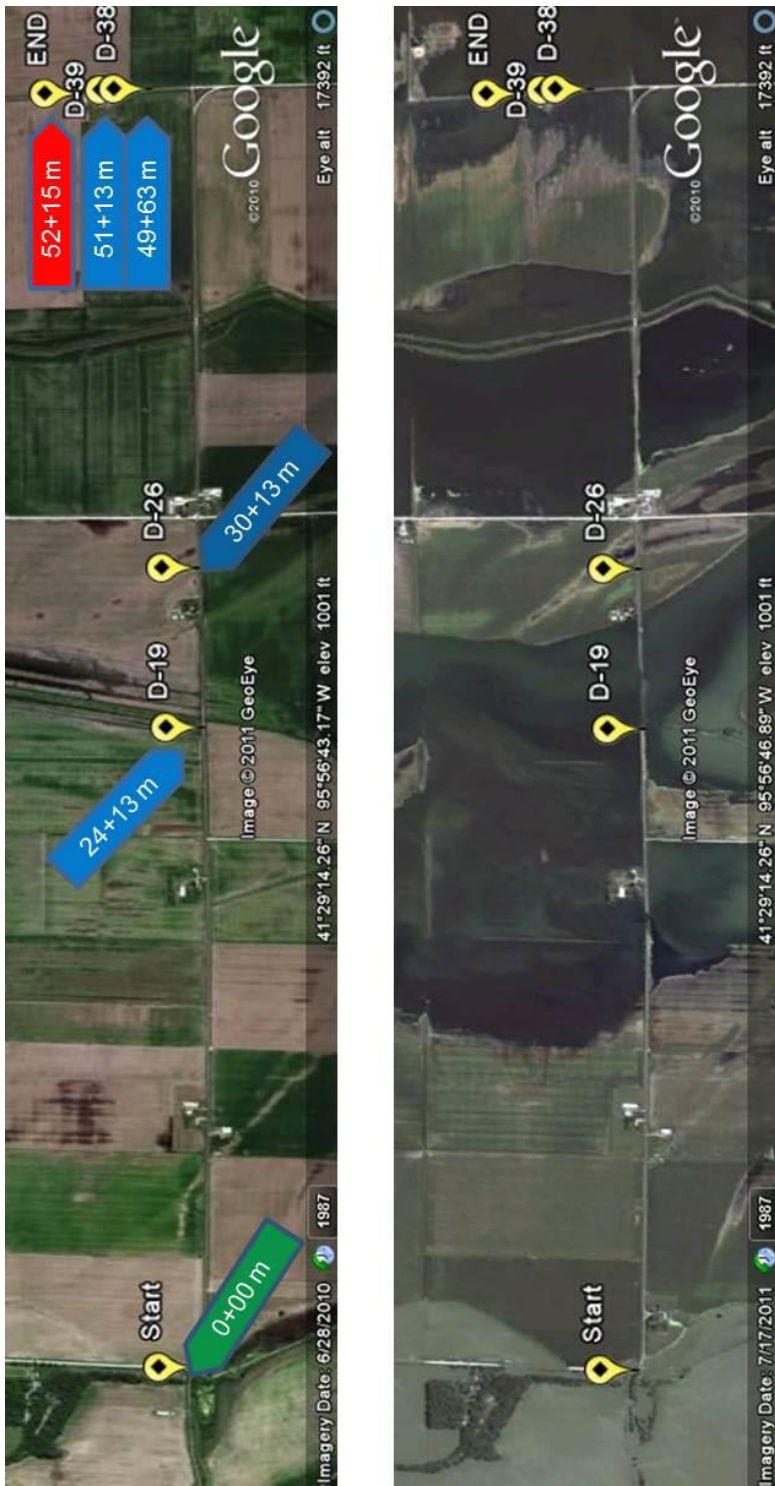 Start
D-19
D-26
D-39
D-38
END
0+00 m
24+13 m
30+13 m
49+63 m
51+13 m
52+15 m
Image © 2011 GeoEye
©2010 Google
Imagery Date: 6/28/2010 1987 41°29'14.26" N 95°56'43.17" W elev 1001 ft Eye alt 17392 ft
Start
D-19
D-26
D-39
D-38
END
Image © 2011 GeoEye
©2010 Google
Imagery Date: 7/17/2011 1987 41°29'14.26" N 95°56'46.89" W elev 1001 ft Eye alt 17392 ft